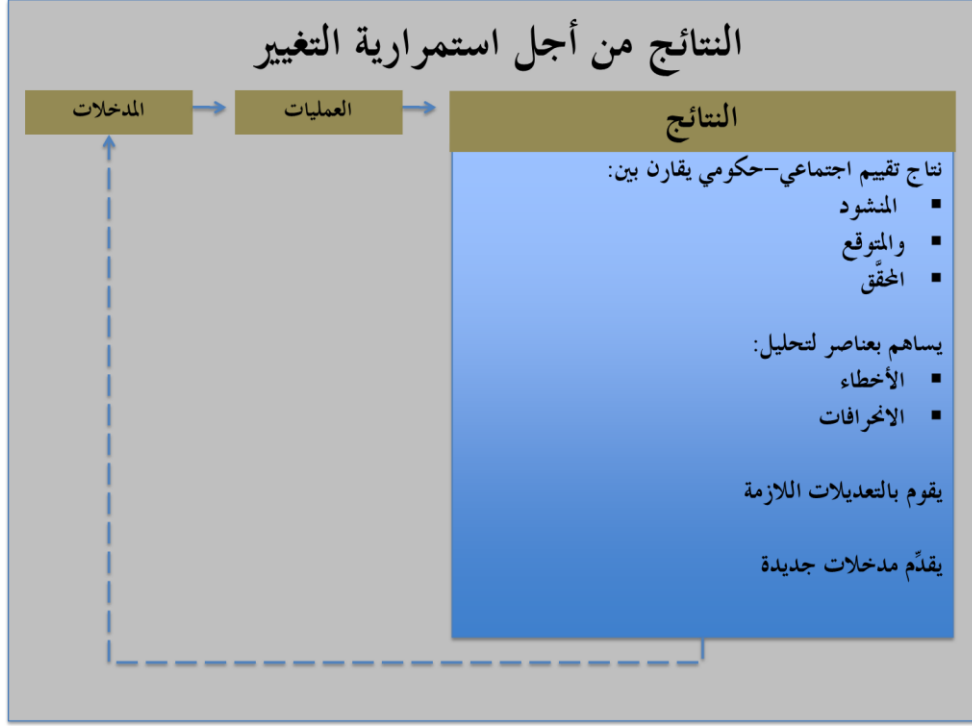 النتائج من أجل استمرارية التغيير
المدخلات
العمليات
النتائج
نتاج تقييم اجتماعي–حكومي يقارن بين:
▪ المنشود
▪ والمتوقع
▪ المحقَّق
يساهم بعناصر لتحليل:
▪ الأخطاء
▪ الانحرافات
يقوم بالتعديلات اللازمة
يقدِّم مدخلات جديدة